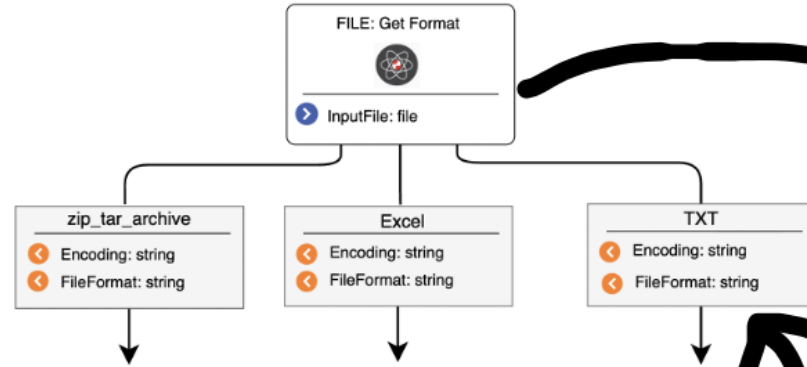 FILE: Get Format
InputFile: file
zip_tar_archive
Encoding: string
FileFormat: string
Excel
Encoding: string
FileFormat: string
TXT
Encoding: string
FileFormat: string